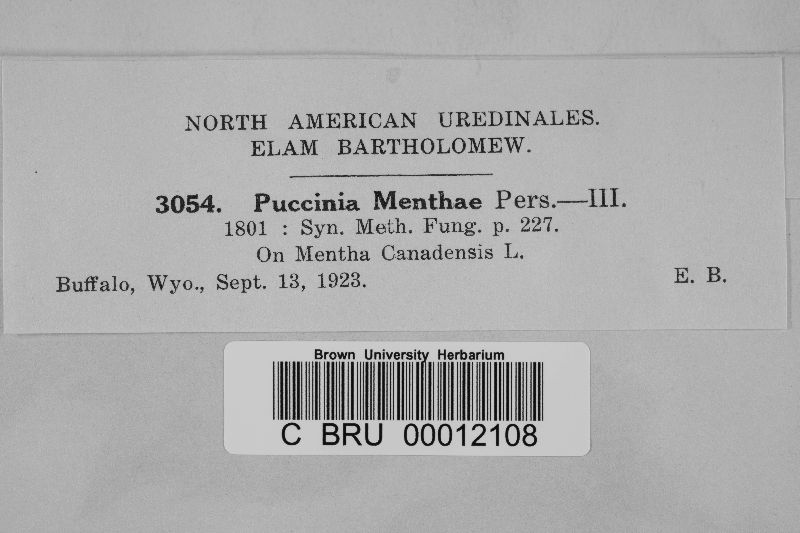 NORTH AMERICAN UREDINALES.
ELAM BARTHOLOMEW.
3054. Puccinia Menthae Pers.—III.
1801 : Syn. Meth. Fung. p. 227.
On Mentha Canadensis L.
Buffalo, Wyo., Sept. 13, 1923. E. B.
Brown University Herbarium
C BRU 00012108